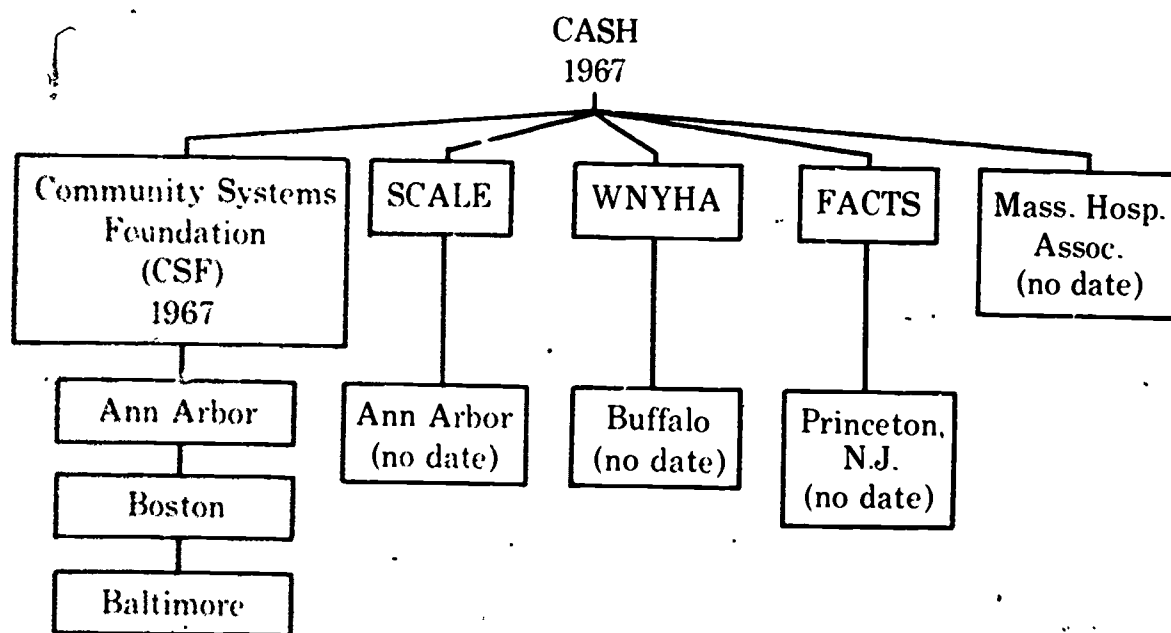 CASH
1967
Community Systems
Foundation
(CSF)
1967
SCALE
WNYHA
FACTS
Mass. Hosp.
Assoc.
(no date)
Ann Arbor
Boston
Baltimore
Ann Arbor
(no date)
Buffalo
(no date)
Princeton,
N.J.
(no date)